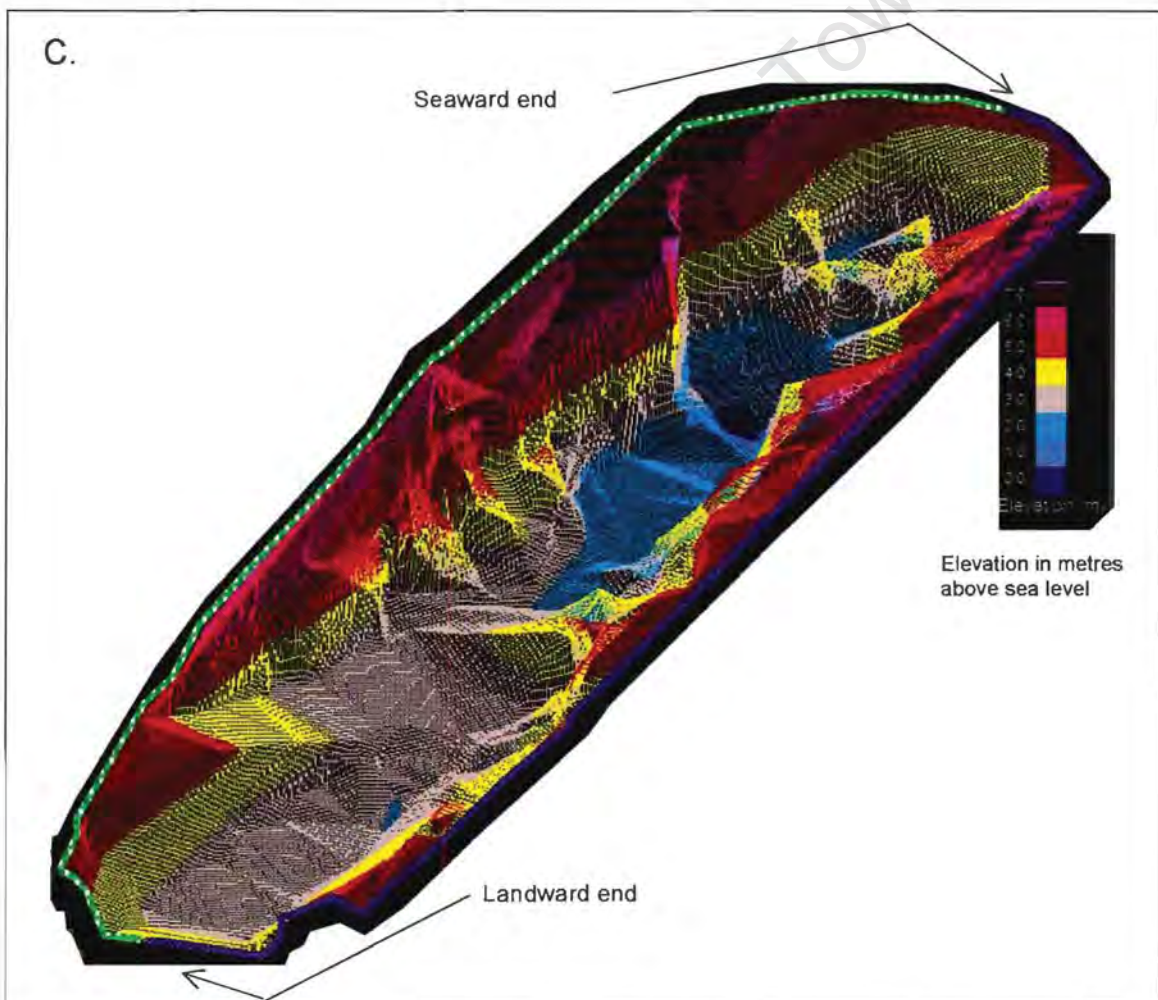 C.
Seaward end
Elevation in metres
above sea level
Landward end